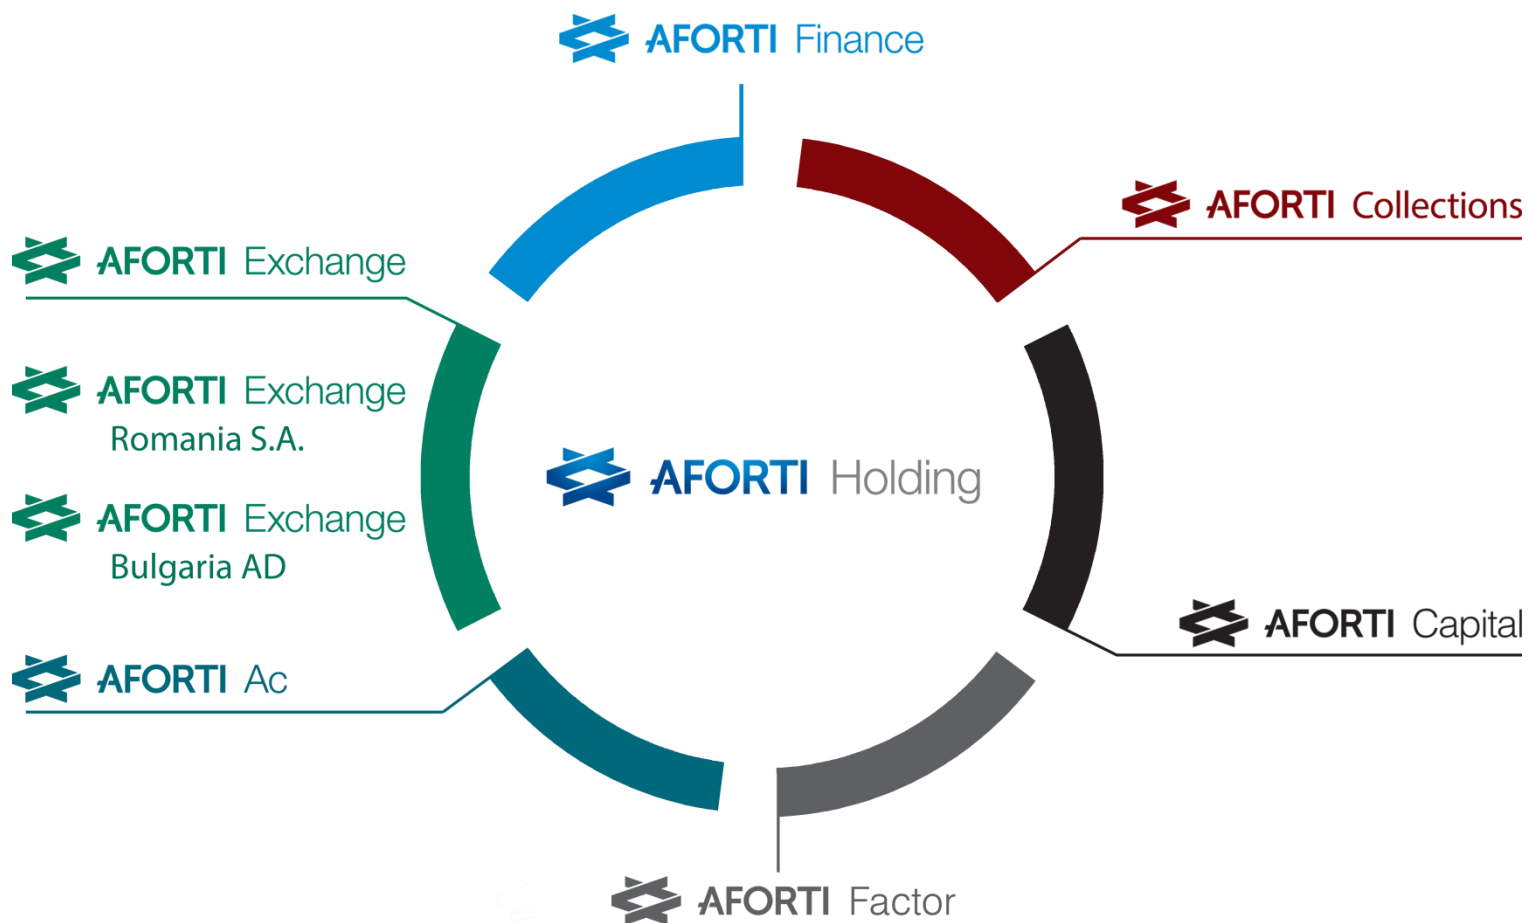 AFORTI Finance
AFORTI Collections
AFORTI Exchange
AFORTI Exchange
Romania S.A.
AFORTI Holding
AFORTI Exchange
Bulgaria AD
AFORTI Capital
AFORTI Ac
AFORTI Factor